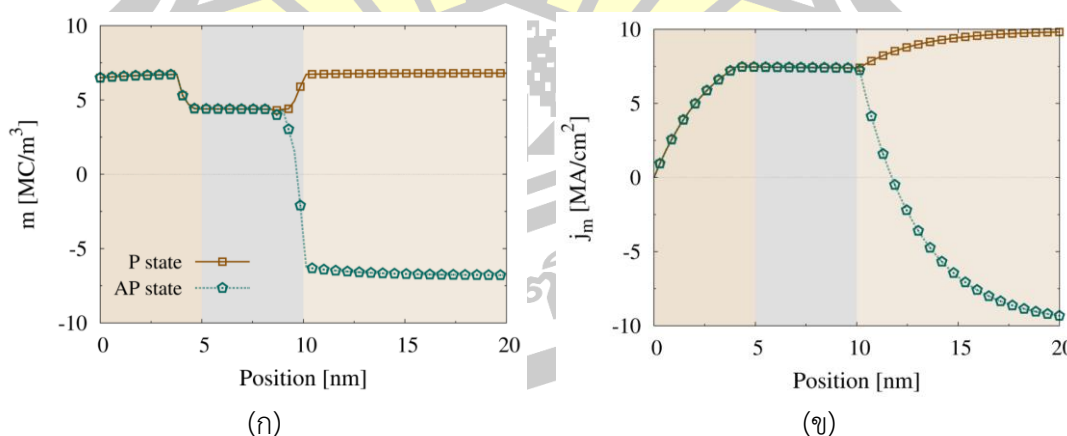 10
5
0
-5
-10
m [MC/m³]
P state
AP state
0 5 10 15 20
Position [nm]
(ก)
10
5
0
-5
-10
jₘ [MA/cm²]
0 5 10 15 20
Position [nm]
(ข)